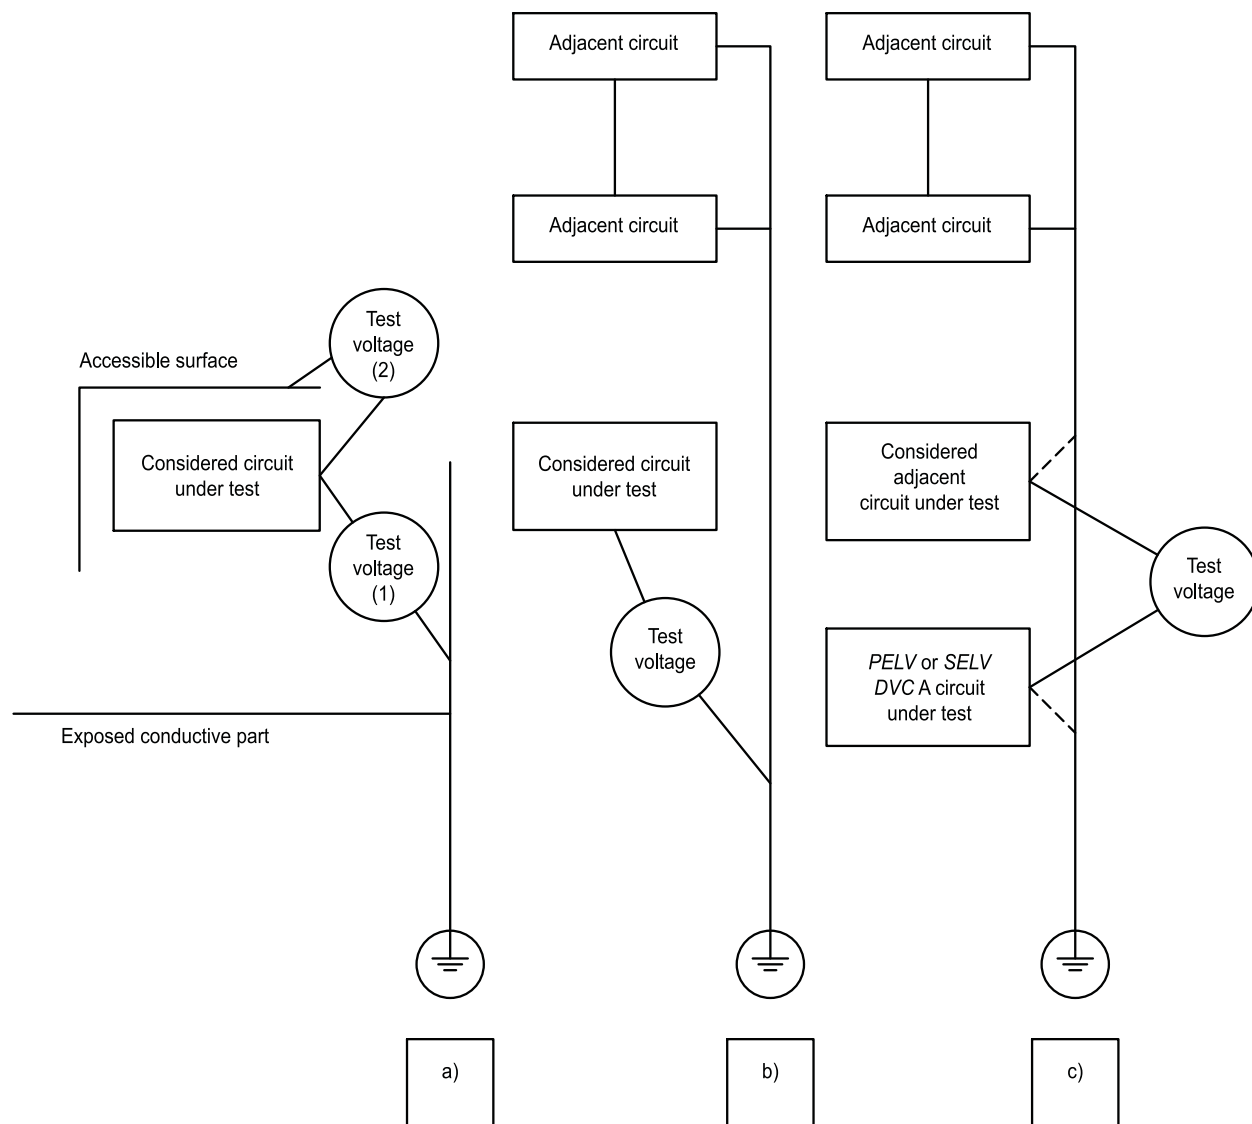 Adjacent circuit
Adjacent circuit
Adjacent circuit
Adjacent circuit
Test
voltage
(2)
Accessible surface
Considered circuit
under test
Test
voltage
(1)
Exposed conductive part
Considered circuit
under test
Test
voltage
Considered
adjacent
circuit under test
Test
voltage
PELV or SELV
DVC A circuit
under test
a)
b)
c)